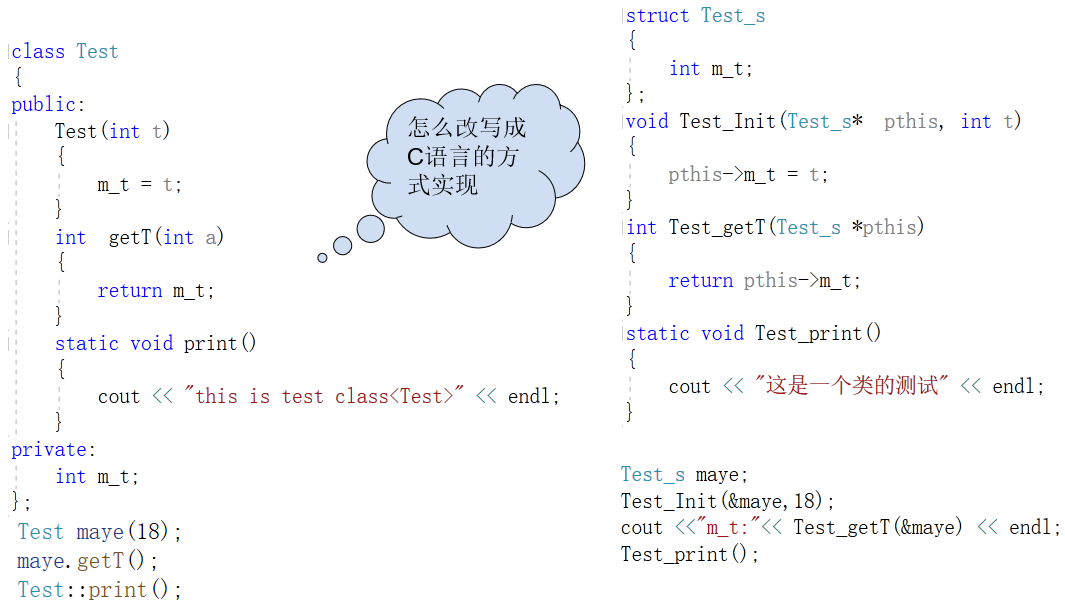 class Test
{
public:
    Test(int t)
    {
        m_t = t;
    }
    int  getT(int a)
    {
        return m_t;
    }
    static void print()
    {
        cout << "this is test class<Test>" << endl;
    }
private:
    int m_t;
};
Test maye(18);
maye.getT();
Test::print();
怎么改写成
C语言的方
式实现
struct Test_s
{
    int m_t;
};
void Test_Init(Test_s*  pthis, int t)
{
    pthis->m_t = t;
}
int Test_getT(Test_s *pthis)
{
    return pthis->m_t;
}
static void Test_print()
{
    cout << "这是一个类的测试" << endl;
}
Test_s maye;
Test_Init(&maye,18);
cout <<"m_t:"<< Test_getT(&maye) << endl;
Test_print();